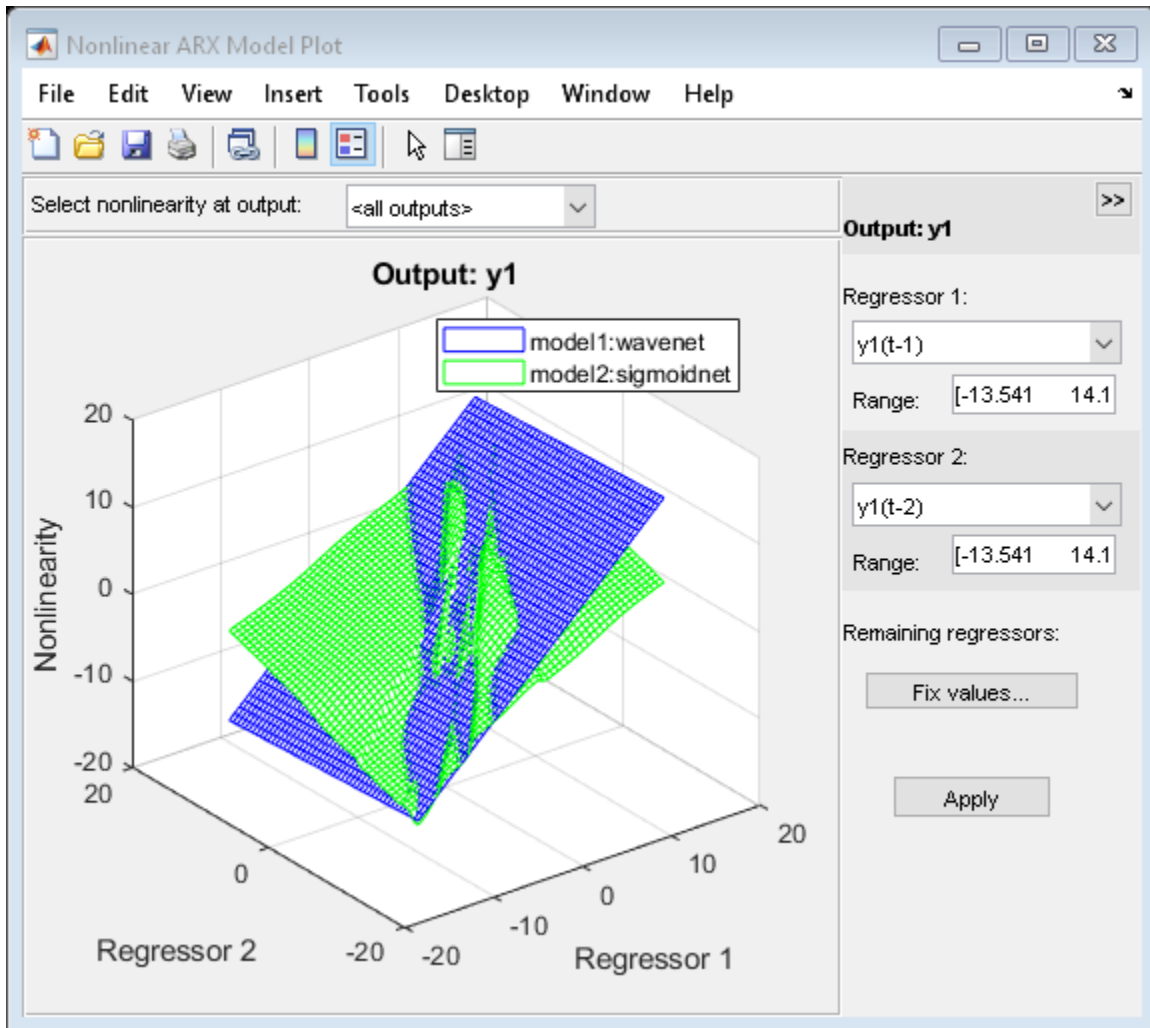 Nonlinear ARX Model Plot
File Edit View Insert Tools Desktop Window Help
Select nonlinearity at output: <all outputs>
>>
Output: y1
Output: y1
model1:wavenet
model2:sigmoidnet
20
10
0
-10
-20
Nonlinearity
20
0
-20
Regressor 2
-20
-10
0
10
20
Regressor 1
Regressor 1:
y1(t-1)
Range: [-13.541 14.1
Regressor 2:
y1(t-2)
Range: [-13.541 14.1
Remaining regressors:
Fix values...
Apply